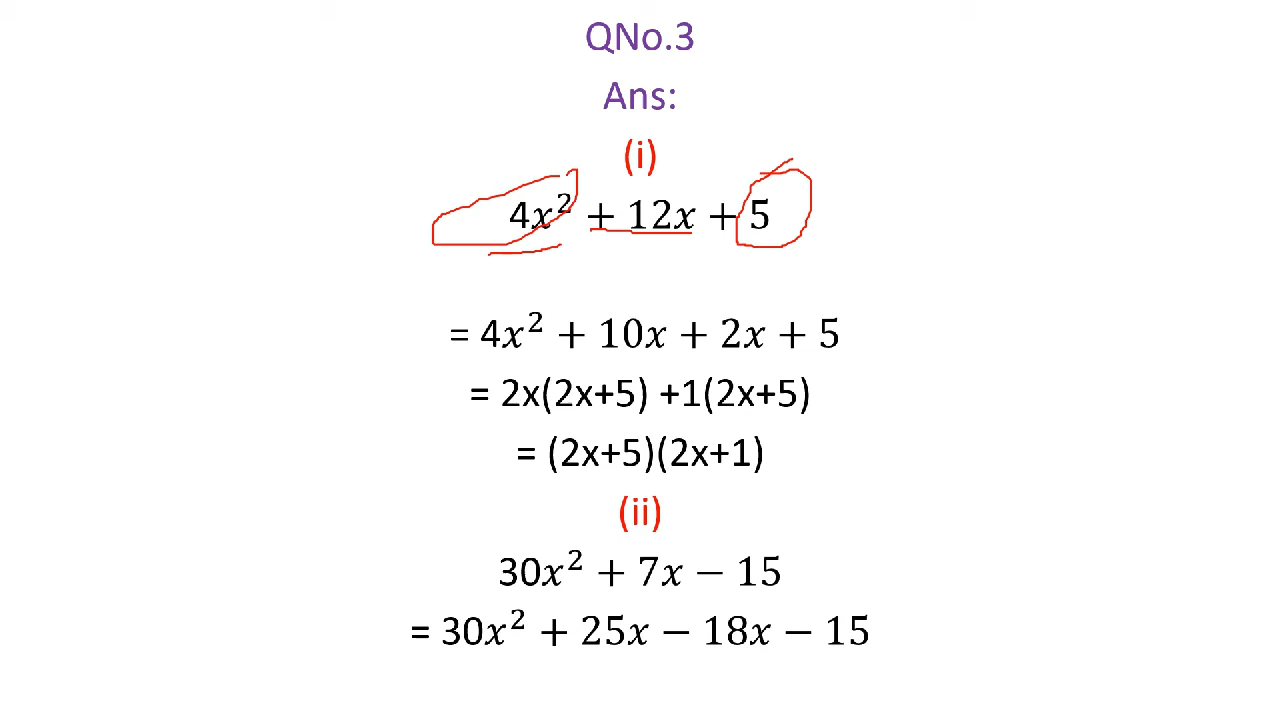 QNo.3
Ans:
(i)
4x² + 12x + 5
= 4x² + 10x + 2x + 5
= 2x(2x+5) +1(2x+5)
= (2x+5)(2x+1)
(ii)
30x² + 7x − 15
= 30x² + 25x − 18x − 15